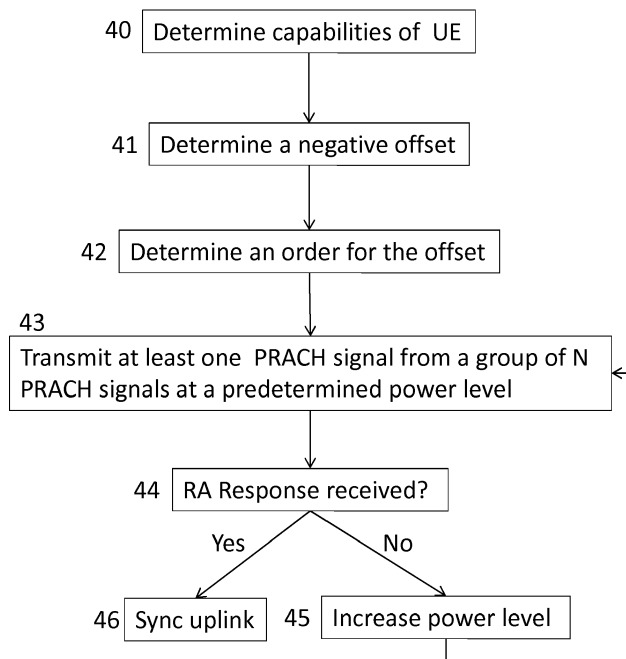 40 Determine capabilities of UE
41 Determine a negative offset
42 Determine an order for the offset
43
Transmit at least one PRACH signal from a group of N
PRACH signals at a predetermined power level
44 RA Response received?
Yes No
46 Sync uplink 45 Increase power level